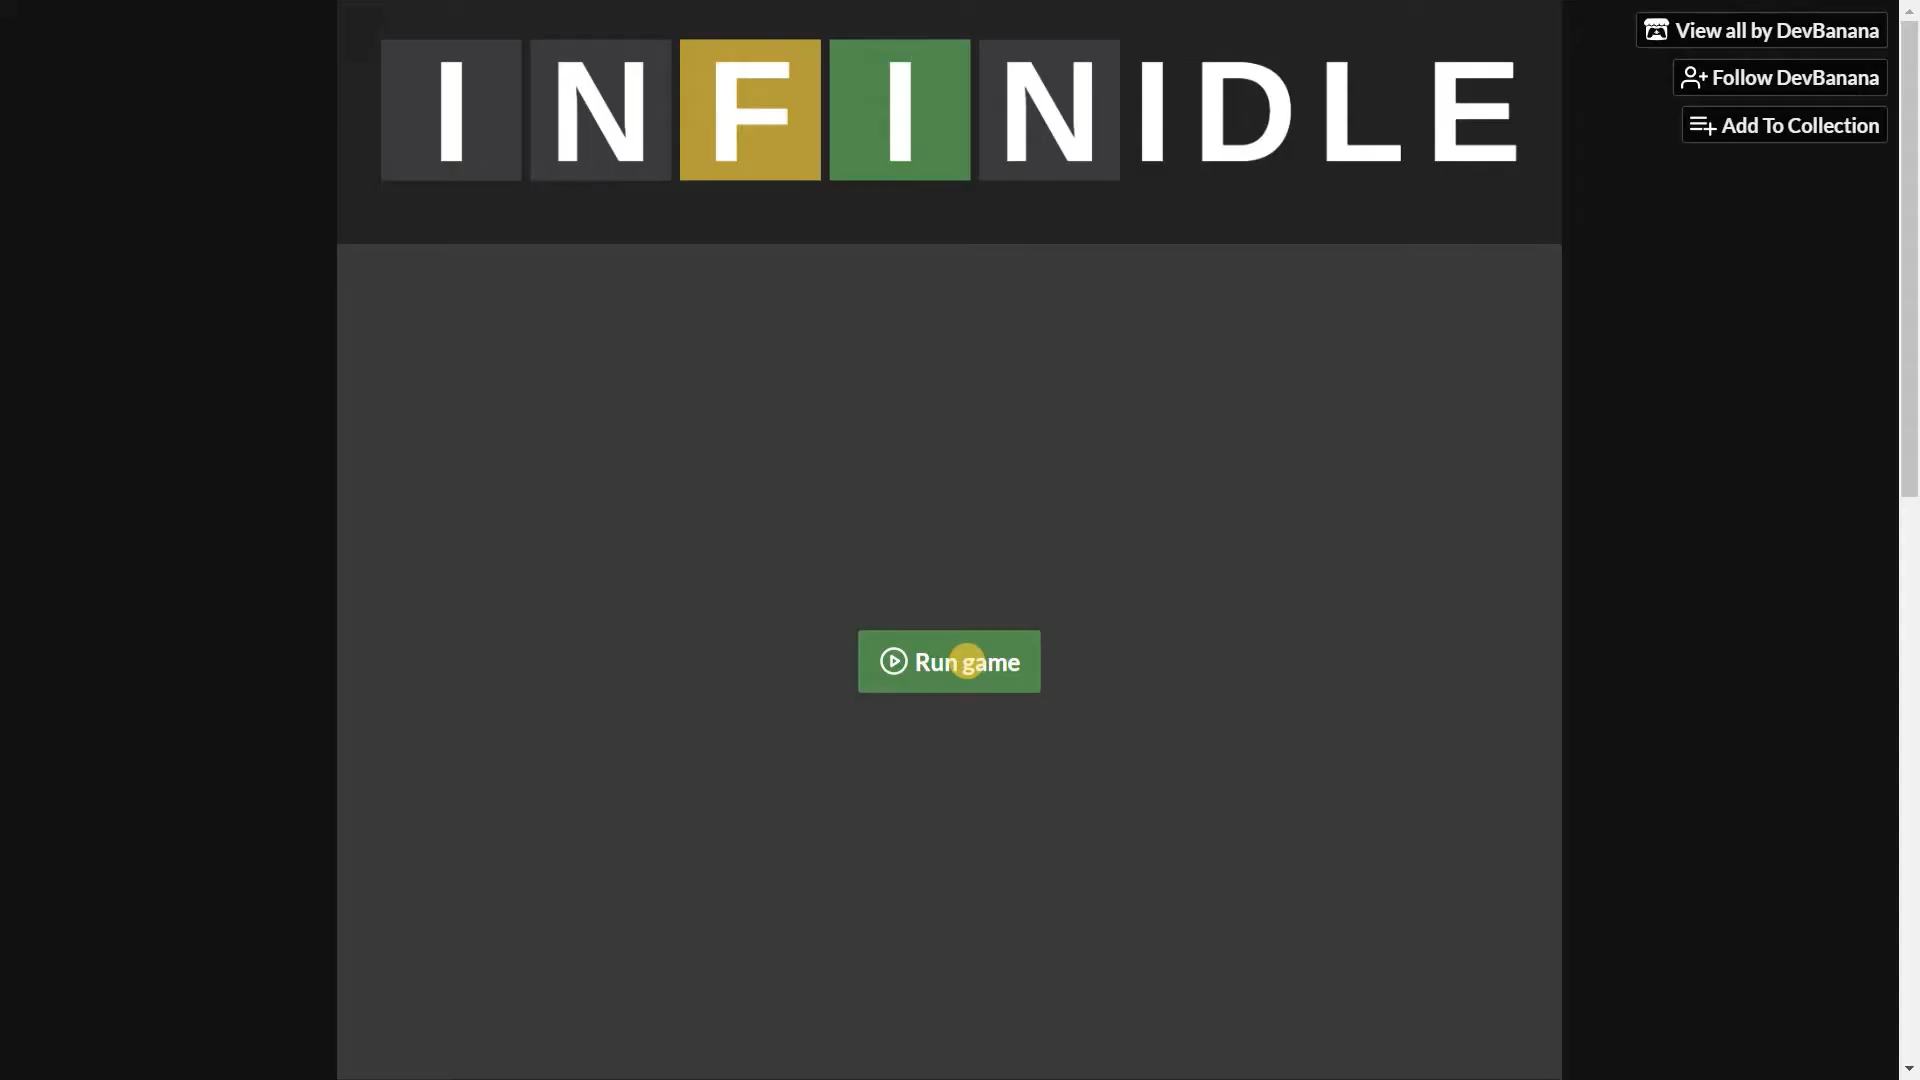 INFINIDLE
View all by DevBanana
Follow DevBanana
Add To Collection
Run game